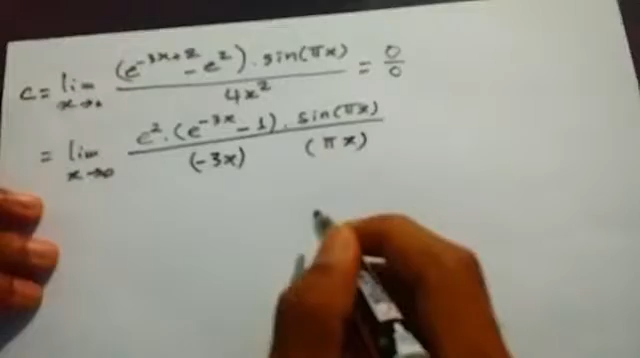 C = lim x→0 (e^{-3x+2} - e^2) . sin(πx) / 4x^2 = 0/0
= lim x→0 e^2 . (e^{-3x} - 1) . sin(πx) / (-3x) (πx)